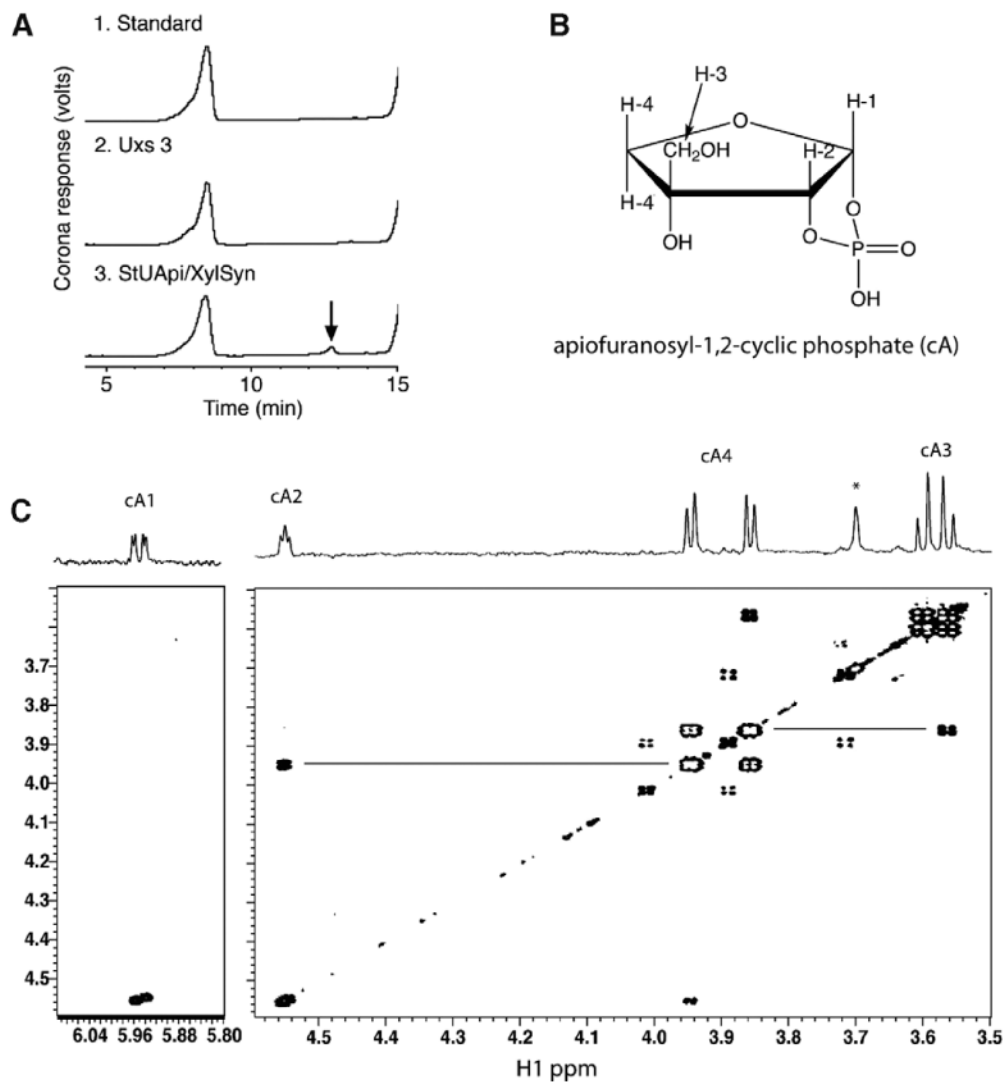 A
1. Standard
2. Uxs 3
3. StUApi/XylSyn
Corona response (volts)
5 10 15
Time (min)
B
H-3
H-4
O
H-1
CH2OH
H-2
H-4
O
OH
O
P
O
OH
apiofuranosyl-1,2-cyclic phosphate (cA)
C
cA1
cA2
cA4
*
cA3
3.7
3.8
3.9
4.0
4.1
4.2
4.3
4.4
4.5
6.04 5.96 5.88 5.80
4.5 4.4 4.3 4.2 4.1 4.0 3.9 3.8 3.7 3.6 3.5
H1 ppm